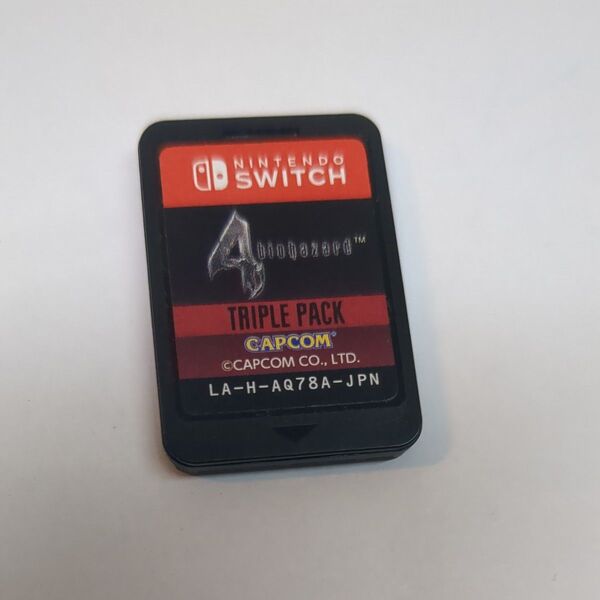 NINTENDO
SWITCH
4 biohazard™
TRIPLE PACK
CAPCOM®
©CAPCOM CO., LTD.
LA-H-AQ78A-JPN